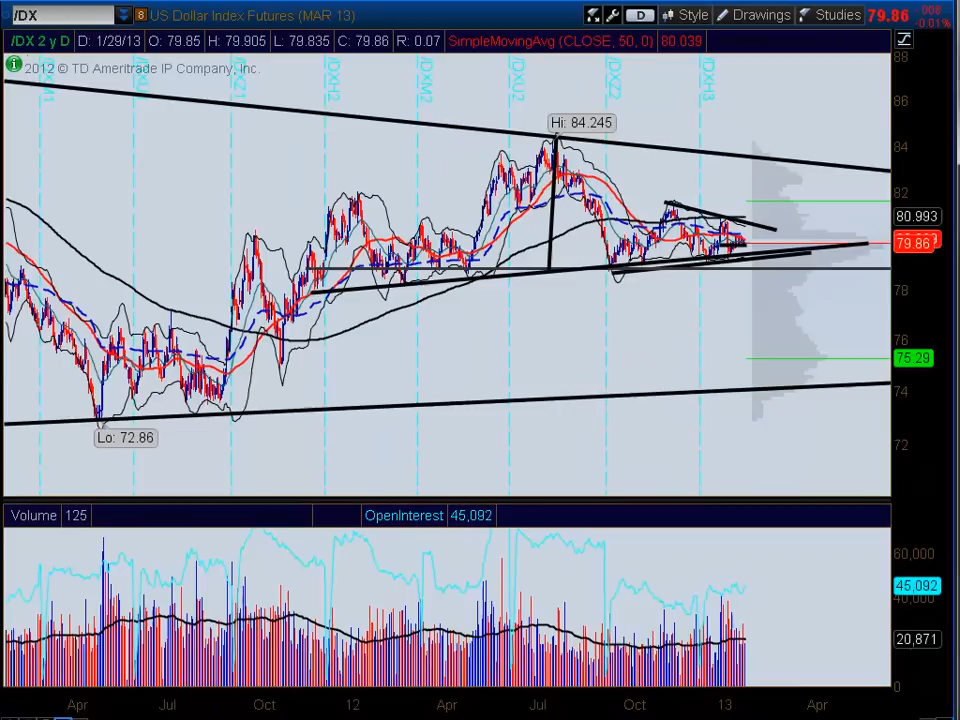 /DX 8 US Dollar Index Futures (MAR 13) D Style Drawings Studies 79.86 -.008 -0.01%
/DX 2 y D D: 1/29/13 O: 79.85 H: 79.905 L: 79.835 C: 79.86 R: 0.07 SimpleMovingAvg (CLOSE, 50, 0) 80.039
2012 © TD Ameritrade IP Company, Inc.
/DXZ1 /DXH2 /DXM2 /DXU2 /DXZ2 /DXH3
88
86
Hi: 84.245
84
82
80.993
79.86
78
76
75.29
74
Lo: 72.86
72
Volume 125 OpenInterest 45,092
60,000
45,092
40,000
20,871
0
Apr Jul Oct 12 Apr Jul Oct 13 Apr